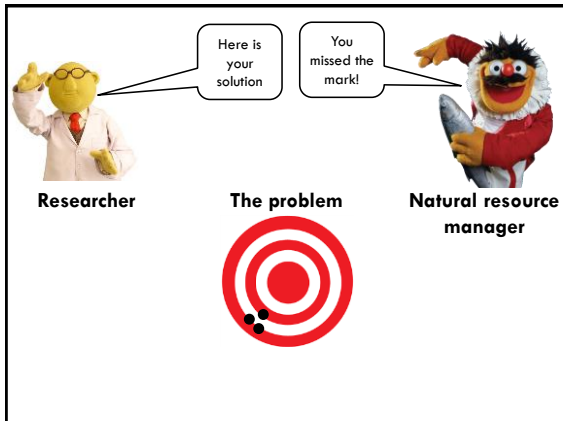 Here is
your
solution
You
missed the
mark!
Researcher
The problem
Natural resource
manager